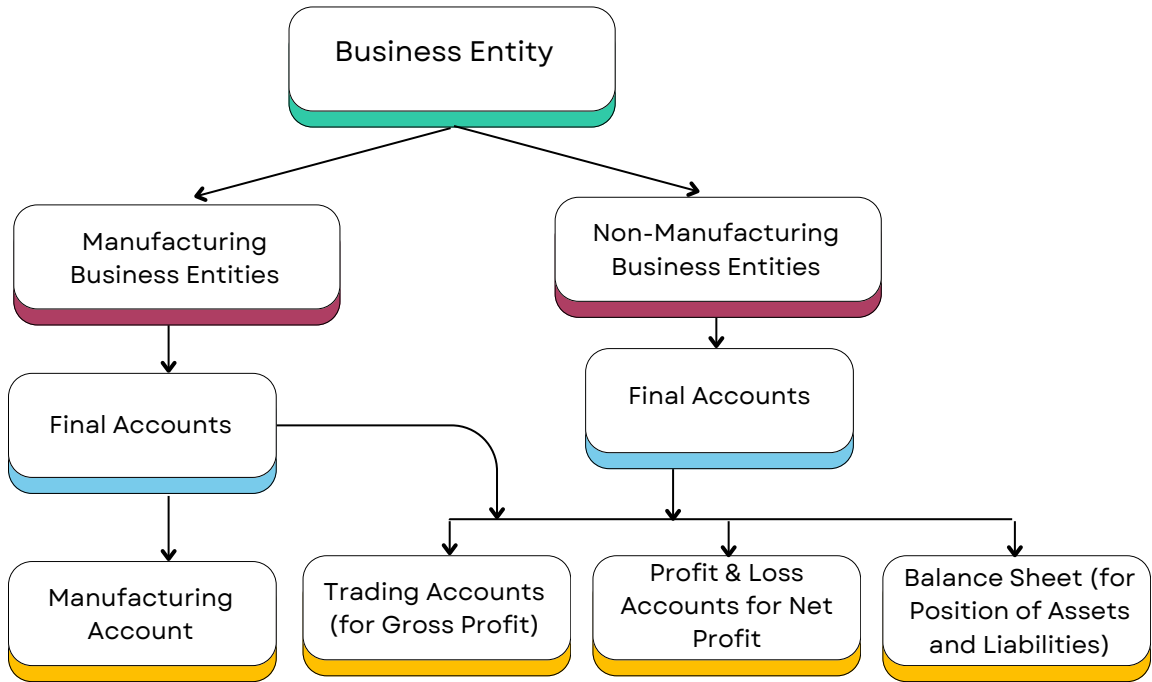 Business Entity
Manufacturing
Business Entities
Non-Manufacturing
Business Entities
Final Accounts
Final Accounts
Manufacturing
Account
Trading Accounts
(for Gross Profit)
Profit & Loss
Accounts for Net
Profit
Balance Sheet (for
Position of Assets
and Liabilities)